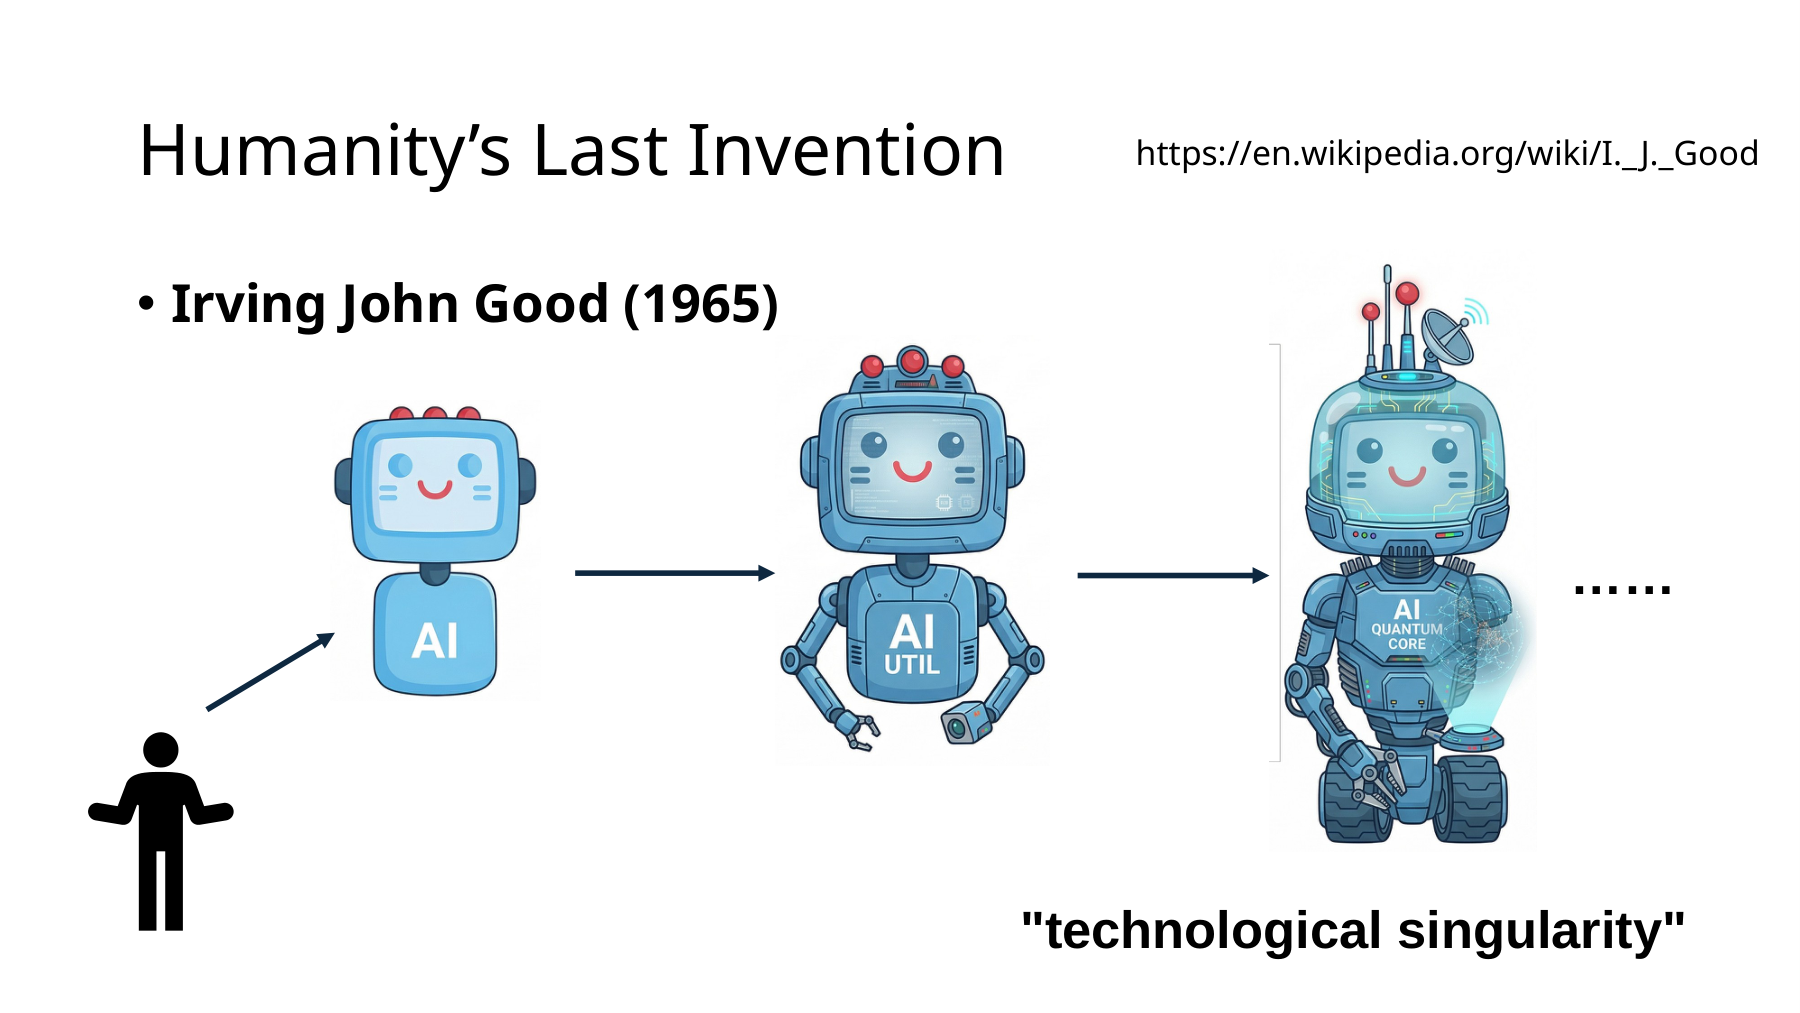 Humanity’s Last Invention
https://en.wikipedia.org/wiki/I._J._Good
• Irving John Good (1965)
AI
AI
UTIL
AI
QUANTUM
CORE
……
"technological singularity"